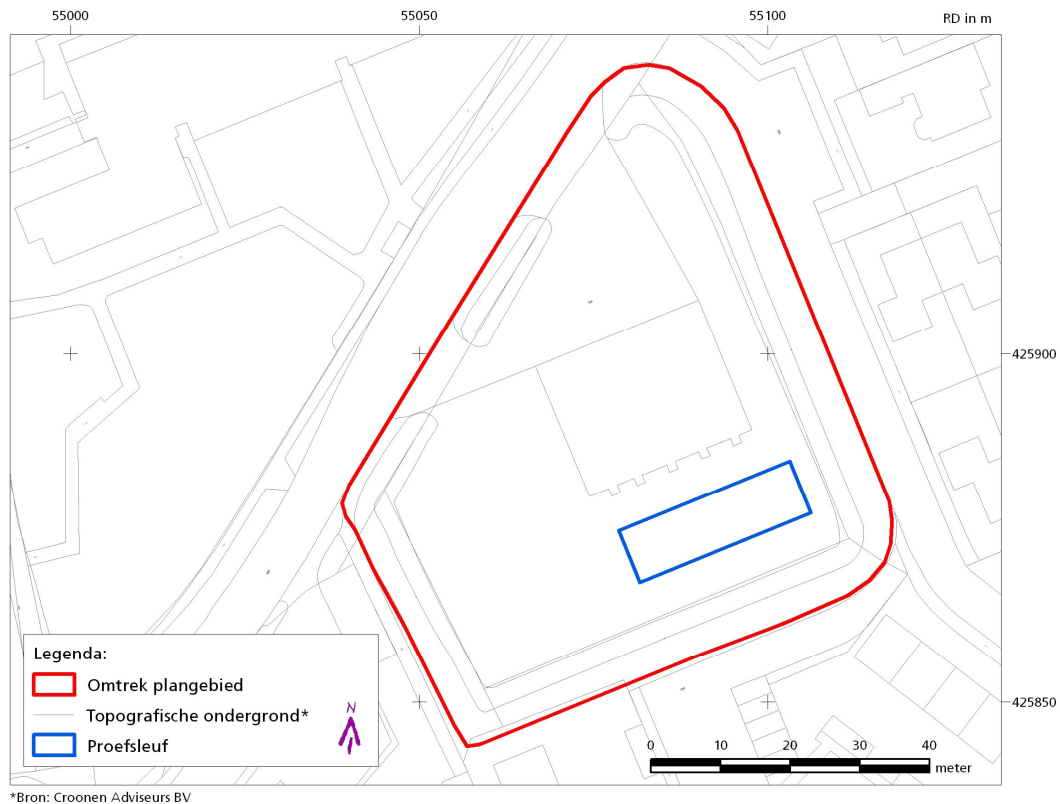 55000 55050 55100 RD in m
425900
425850
Legenda:
Omtrek plangebied
Topografische ondergrond*
Proefsleuf
N
0 10 20 30 40
meter
*Bron: Croonen Adviseurs BV